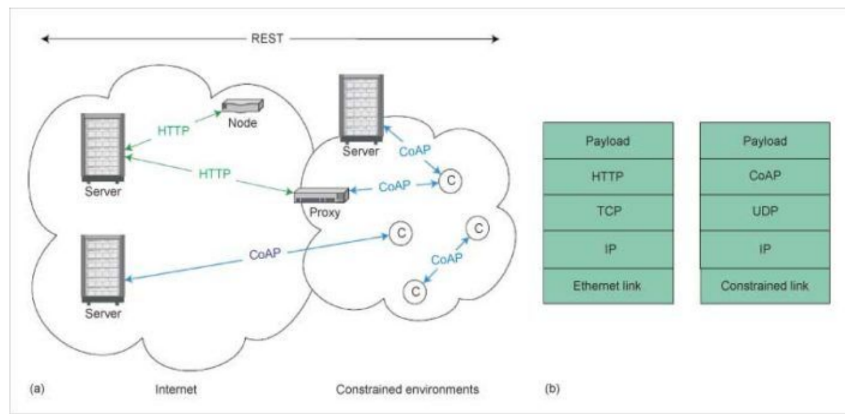 REST
HTTP
Node
Server
HTTP
Server
CoAP
CoAP
C
Proxy
C
C
CoAP
CoAP
C
Server
(a)
Internet
Constrained environments
Payload
HTTP
TCP
IP
Ethernet link
Payload
CoAP
UDP
IP
Constrained link
(b)